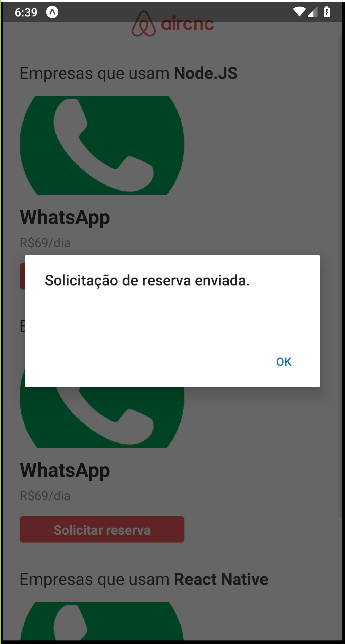 6:39
aircnc
Empresas que usam Node.JS
WhatsApp
R$69/dia
Solicitação de reserva enviada.
E
OK
WhatsApp
R$69/dia
Solicitar reserva
Empresas que usam React Native